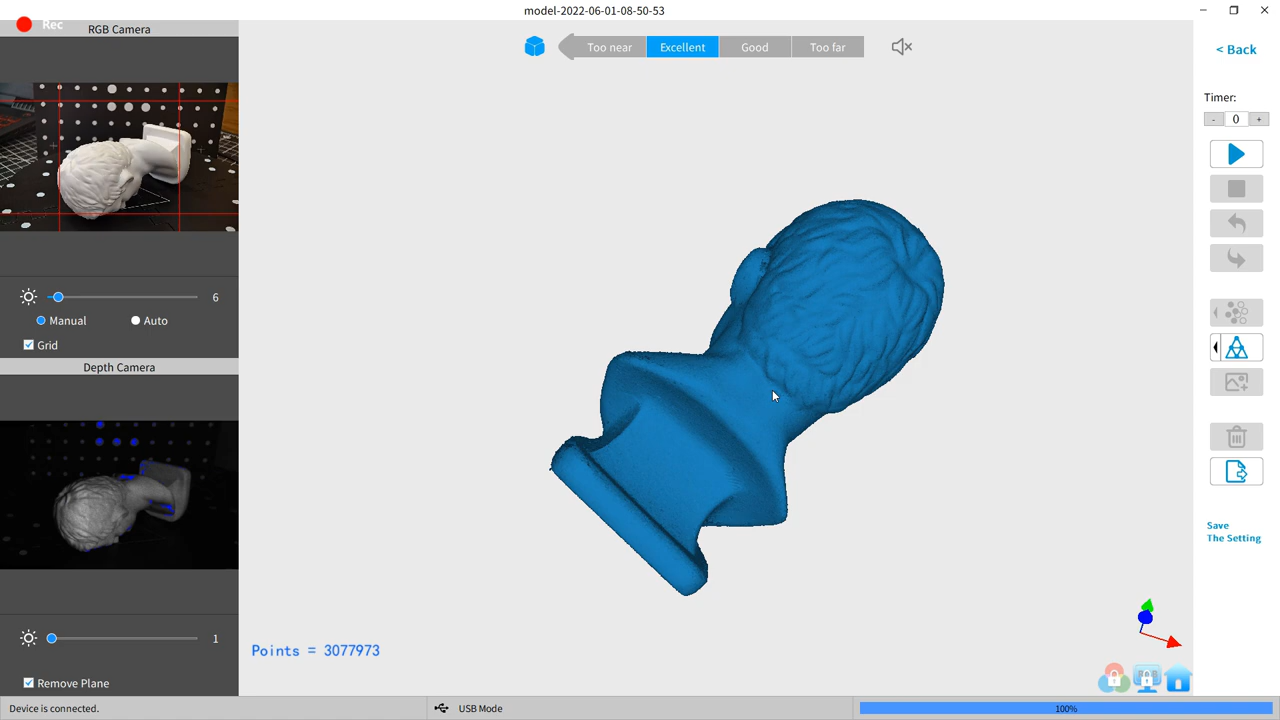 model-2022-06-01-08-50-53
Rec
RGB Camera
Too near
Excellent
Good
Too far
< Back
Timer:
- 0 +
6
Manual
Auto
Grid
Depth Camera
Save
The Setting
Points = 3077973
1
Remove Plane
Device is connected.
USB Mode
100%